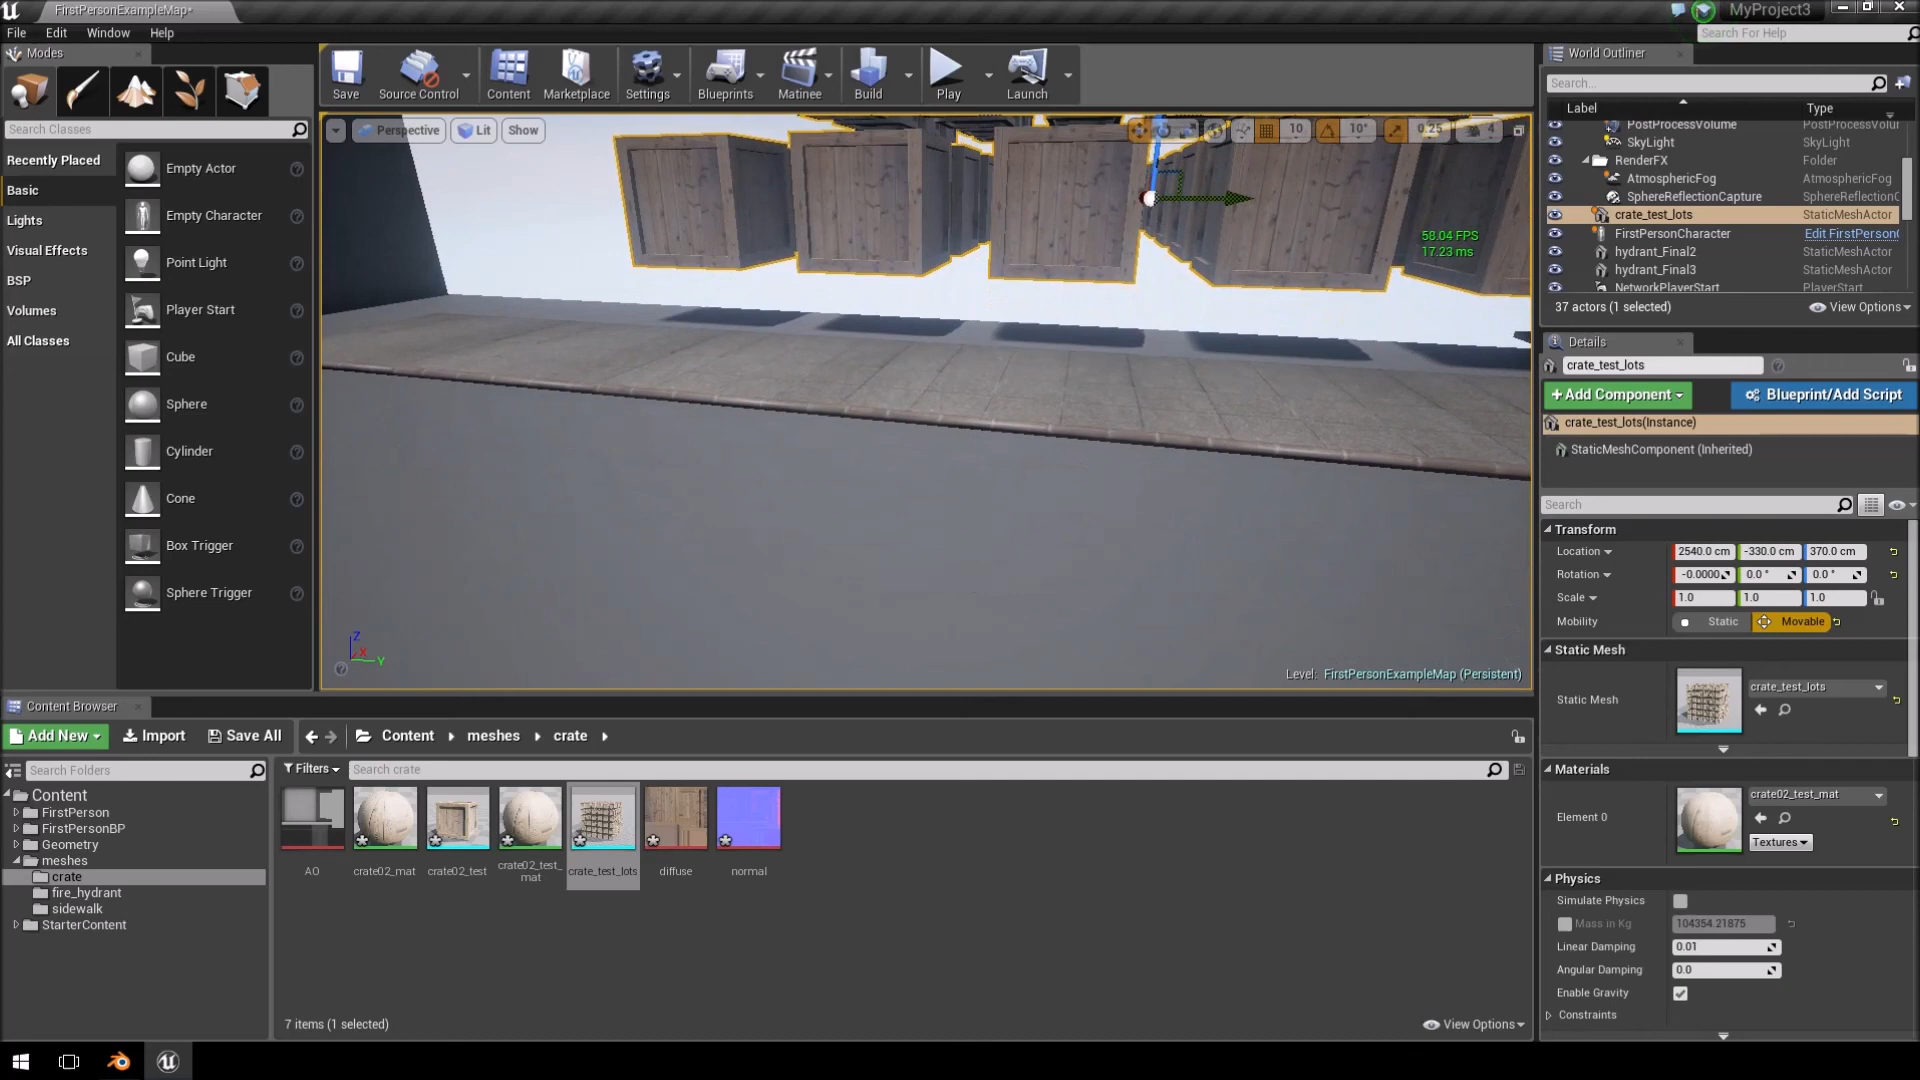 FirstPersonExampleMap*
MyProject3
File Edit Window Help
Search For Help
Modes
Search Classes
Recently Placed
Basic
Lights
Visual Effects
BSP
Volumes
All Classes
Empty Actor
Empty Character
Point Light
Player Start
Cube
Sphere
Cylinder
Cone
Box Trigger
Sphere Trigger
Save
Source Control
Content
Marketplace
Settings
Blueprints
Matinee
Build
Play
Launch
Perspective Lit Show
10 10° 0.25 4
58.04 FPS
17.23 ms
Z
X
Y
Level: FirstPersonExampleMap (Persistent)
World Outliner
Search...
Label Type
PostProcessVolume PostProcessVolur
SkyLight SkyLight
RenderFX Folder
AtmosphericFog AtmosphericFog
SphereReflectionCapture SphereReflectionC
crate_test_lots StaticMeshActor
FirstPersonCharacter Edit FirstPerson
hydrant_Final2 StaticMeshActor
hydrant_Final3 StaticMeshActor
NetworkPlayerStart PlayerStart
37 actors (1 selected) View Options
Details
crate_test_lots
+Add Component Blueprint/Add Script
crate_test_lots(Instance)
StaticMeshComponent (Inherited)
Search
Transform
Location 2540.0 cm -330.0 cm 370.0 cm
Rotation -0.0000 0.0 ° 0.0 °
Scale 1.0 1.0 1.0
Mobility Static Movable
Static Mesh
Static Mesh crate_test_lots
Materials
Element 0 crate02_test_mat
Textures
Physics
Simulate Physics
Mass in Kg 104354.21875
Linear Damping 0.01
Angular Damping 0.0
Enable Gravity
Constraints
Content Browser
Add New Import Save All Content meshes crate
Search Folders
Filters Search crate
Content
FirstPerson
FirstPersonBP
Geometry
meshes
crate
fire_hydrant
sidewalk
StarterContent
AO
crate02_mat
crate02_test
crate02_test_
mat
crate_test_lots
diffuse
normal
7 items (1 selected) View Options